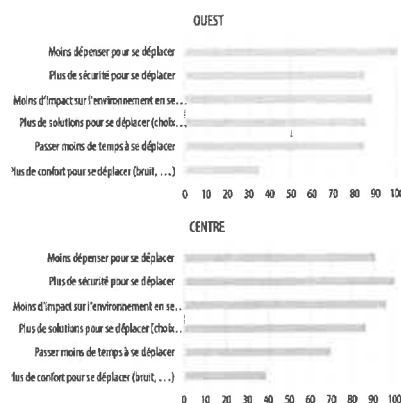 OUEST
Moins dépenser pour se déplacer
Plus de sécurité pour se déplacer
Moins d'impact sur l'environnement en se...
Plus de solutions pour se déplacer (choix...
Passer moins de temps à se déplacer
Plus de confort pour se déplacer (bruit, ...)
0 10 20 30 40 50 60 70 80 90 100
CENTRE
Moins dépenser pour se déplacer
Plus de sécurité pour se déplacer
Moins d'impact sur l'environnement en se...
Plus de solutions pour se déplacer (choix...
Passer moins de temps à se déplacer
lus de confort pour se déplacer (bruit, ...)
0 10 20 30 40 50 60 70 80 90 100